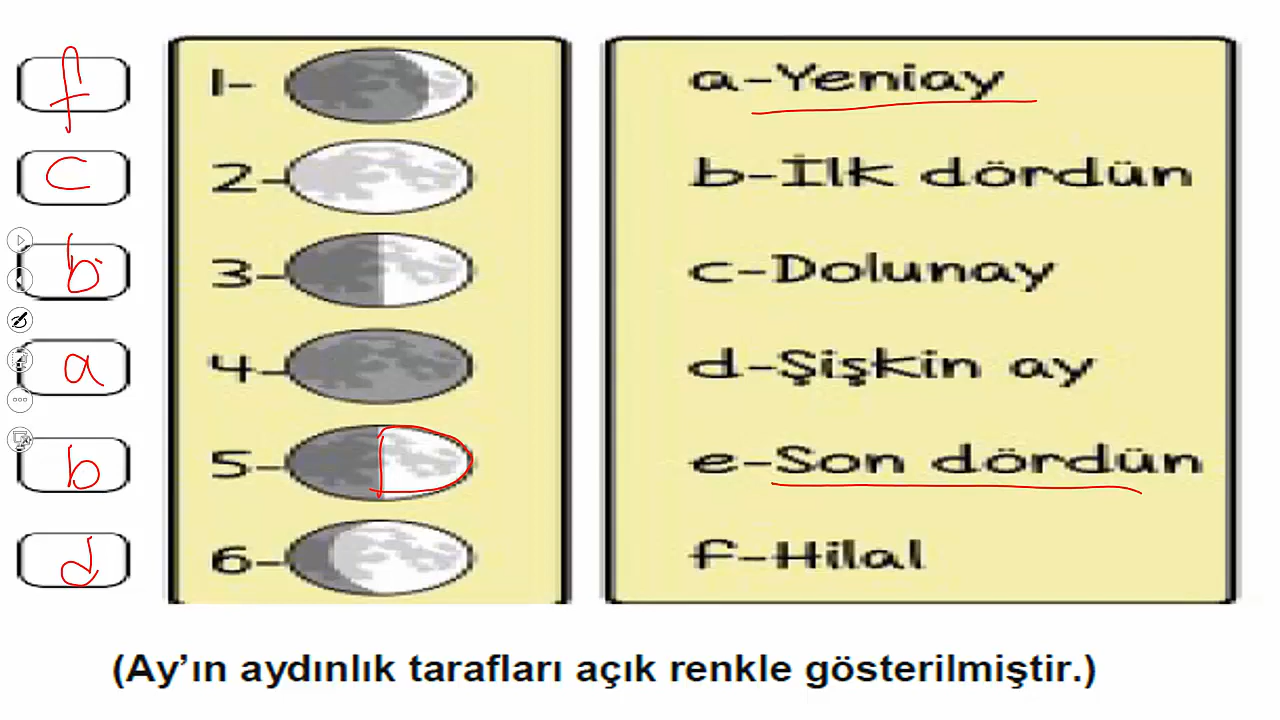 f 1- a-Yeniay
c 2- b-İlk dördün
b 3- c-Dolunay
a 4- d-Şişkin ay
b 5- e-Son dördün
d 6- f-Hilal
(Ay’ın aydınlık tarafları açık renkle gösterilmiştir.)